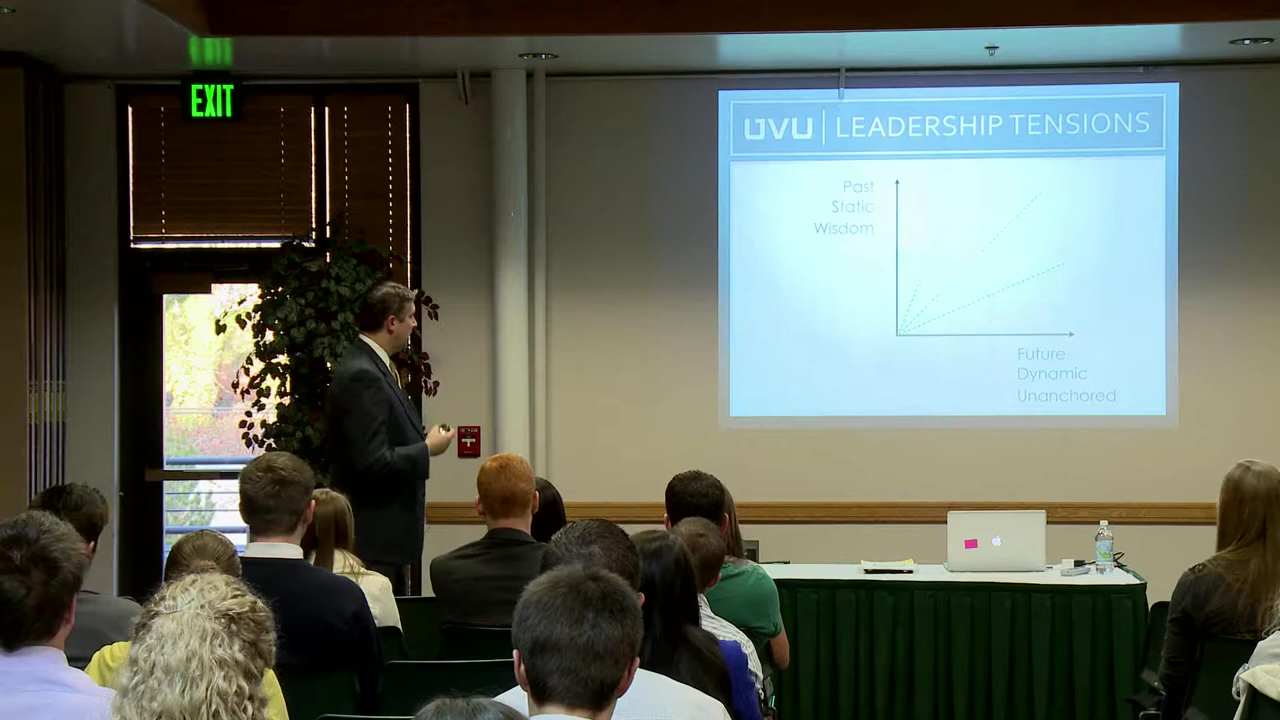 EXIT
UVU | LEADERSHIP TENSIONS
Past
Static
Wisdom
Future
Dynamic
Unanchored